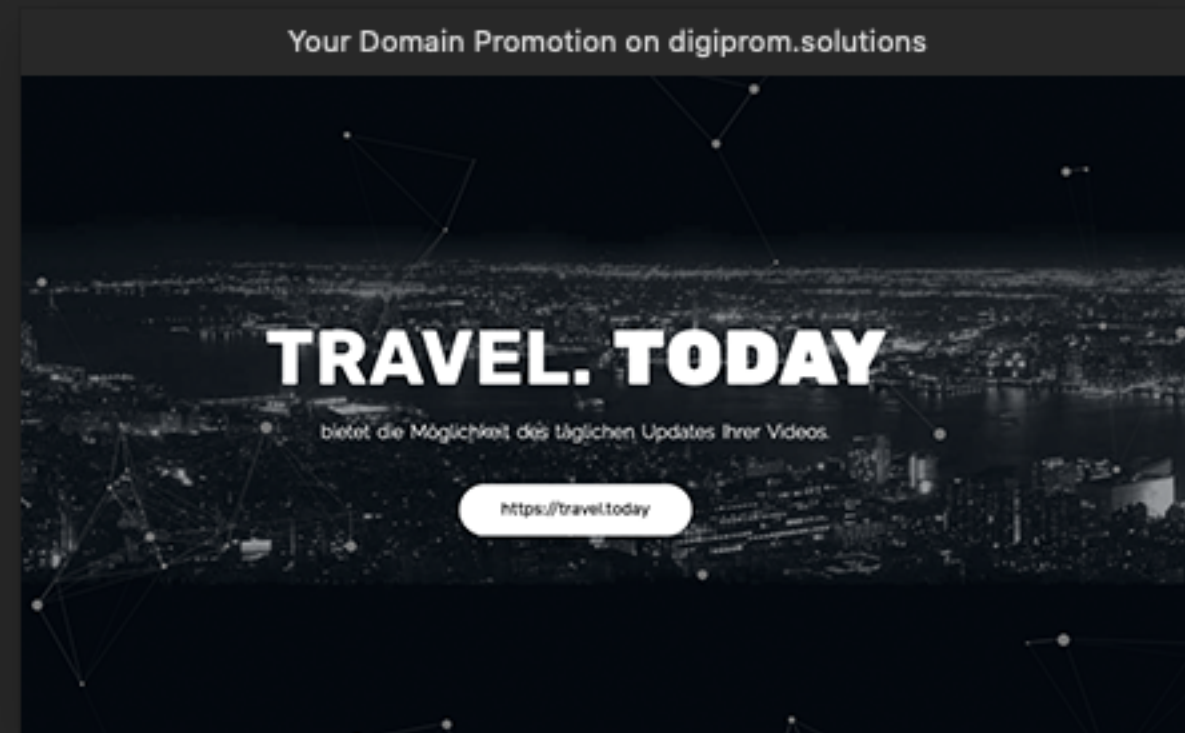 Your Domain Promotion on digiprom.solutions
TRAVEL. TODAY
bietet die Möglichkeit des täglichen Updates Ihrer Videos.
https://travel.today